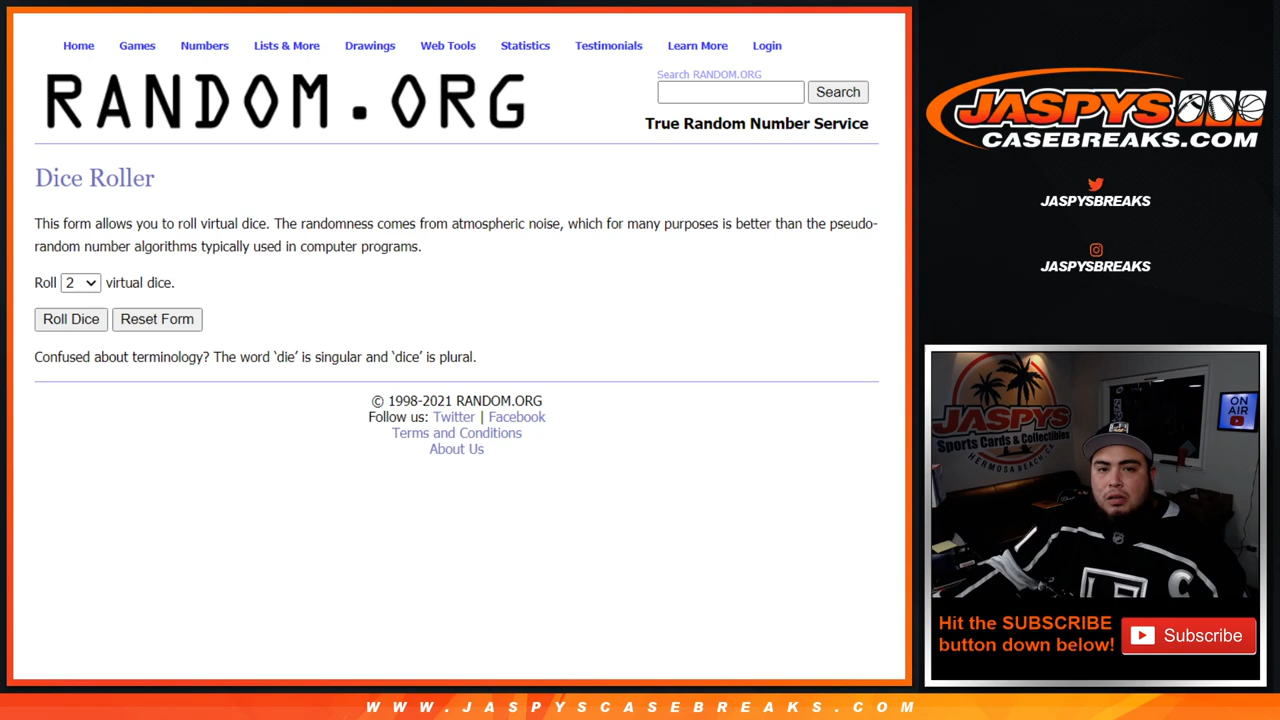 Home Games Numbers Lists & More Drawings Web Tools Statistics Testimonials Learn More Login
RANDOM.ORG
Search RANDOM.ORG
Search
True Random Number Service
Dice Roller
This form allows you to roll virtual dice. The randomness comes from atmospheric noise, which for many purposes is better than the pseudo-
random number algorithms typically used in computer programs.
Roll 2 virtual dice.
Roll Dice Reset Form
Confused about terminology? The word ‘die’ is singular and ‘dice’ is plural.
© 1998-2021 RANDOM.ORG
Follow us: Twitter | Facebook
Terms and Conditions
About Us
JASPYS
CASEBREAKS.COM
JASPYSBREAKS
JASPYSBREAKS
JASPYS
Sports Cards & Collectibles
HERMOSA BEACH, CA
ON
AIR
LA
C
Hit the SUBSCRIBE
button down below!
Subscribe
WWW.JASPYSCASEBREAKS.COM